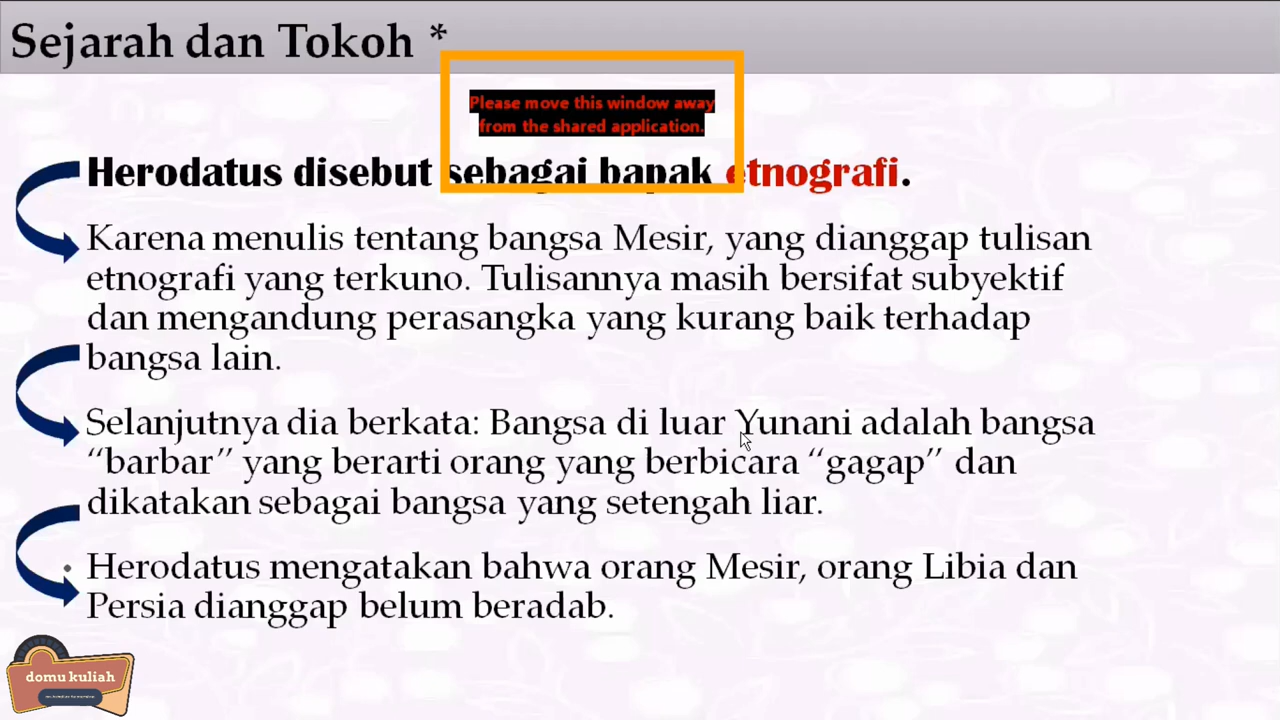 Sejarah dan Tokoh *
Please move this window away
from the shared application.
Herodatus disebut sebagai bapak etnografi.
Karena menulis tentang bangsa Mesir, yang dianggap tulisan
etnografi yang terkuno. Tulisannya masih bersifat subyektif
dan mengandung perasangka yang kurang baik terhadap
bangsa lain.
Selanjutnya dia berkata: Bangsa di luar Yunani adalah bangsa
“barbar” yang berarti orang yang berbicara “gagap” dan
dikatakan sebagai bangsa yang setengah liar.
• Herodatus mengatakan bahwa orang Mesir, orang Libia dan
Persia dianggap belum beradab.
domu kuliah